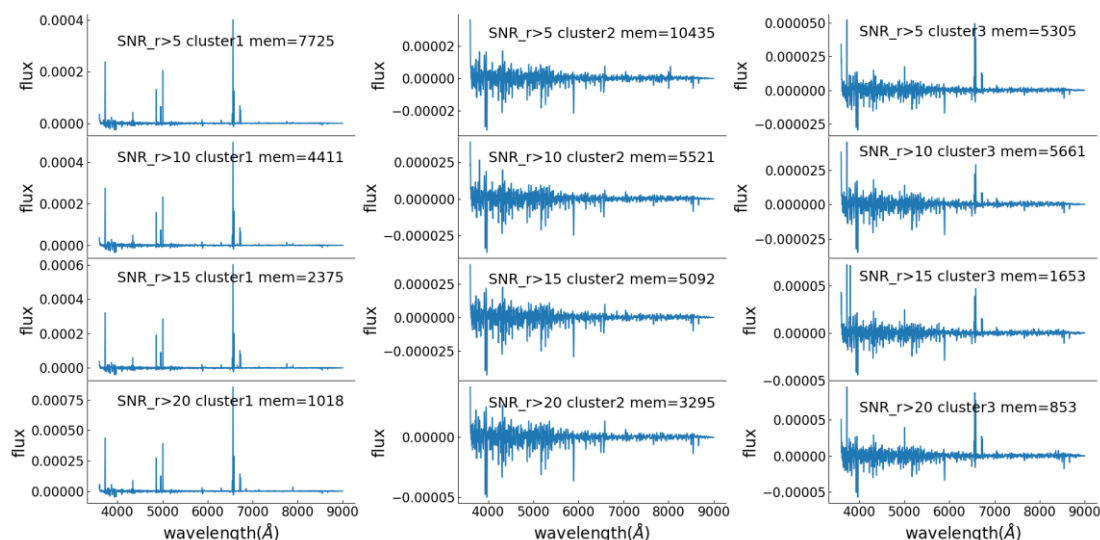 0.0004
0.0002
0.0000
flux
SNR_r>5 cluster1 mem=7725
0.00002
0.00000
−0.00002
flux
SNR_r>5 cluster2 mem=10435
0.000050
0.000025
0.000000
−0.000025
flux
SNR_r>5 cluster3 mem=5305
0.0004
0.0002
0.0000
flux
SNR_r>10 cluster1 mem=4411
0.000025
0.000000
−0.000025
flux
SNR_r>10 cluster2 mem=5521
0.000025
0.000000
−0.000025
flux
SNR_r>10 cluster3 mem=5661
0.0006
0.0004
0.0002
0.0000
flux
SNR_r>15 cluster1 mem=2375
0.000025
0.000000
−0.000025
flux
SNR_r>15 cluster2 mem=5092
0.00005
0.00000
−0.00005
flux
SNR_r>15 cluster3 mem=1653
0.00075
0.00050
0.00025
0.00000
flux
SNR_r>20 cluster1 mem=1018
0.00000
−0.00005
flux
SNR_r>20 cluster2 mem=3295
0.00005
0.00000
−0.00005
flux
SNR_r>20 cluster3 mem=853
4000 5000 6000 7000 8000 9000
wavelength(Å)
4000 5000 6000 7000 8000 9000
wavelength(Å)
4000 5000 6000 7000 8000 9000
wavelength(Å)